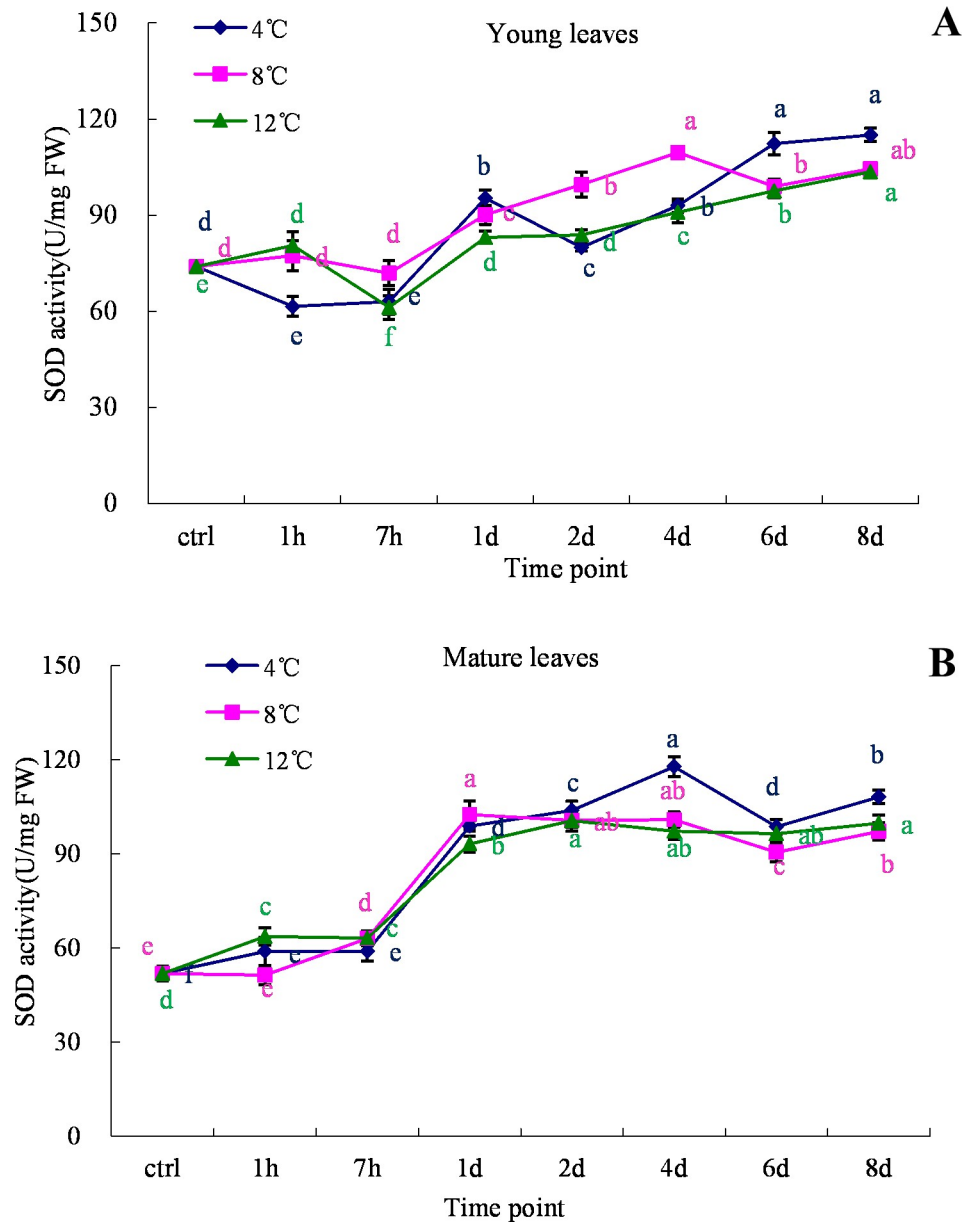 A
Young leaves
4℃
8℃
12℃
150
120
90
60
30
0
SOD activity(U/mg FW)
d d e
d d e
d e f
b c d
b d c
a b c
a b b
a ab a
ctrl 1h 7h 1d 2d 4d 6d 8d
Time point
B
Mature leaves
4℃
8℃
12℃
150
120
90
60
30
0
SOD activity(U/mg FW)
e f d
c e e
d c e
a d b
c ab a
a ab ab
d ab c
b a b
ctrl 1h 7h 1d 2d 4d 6d 8d
Time point